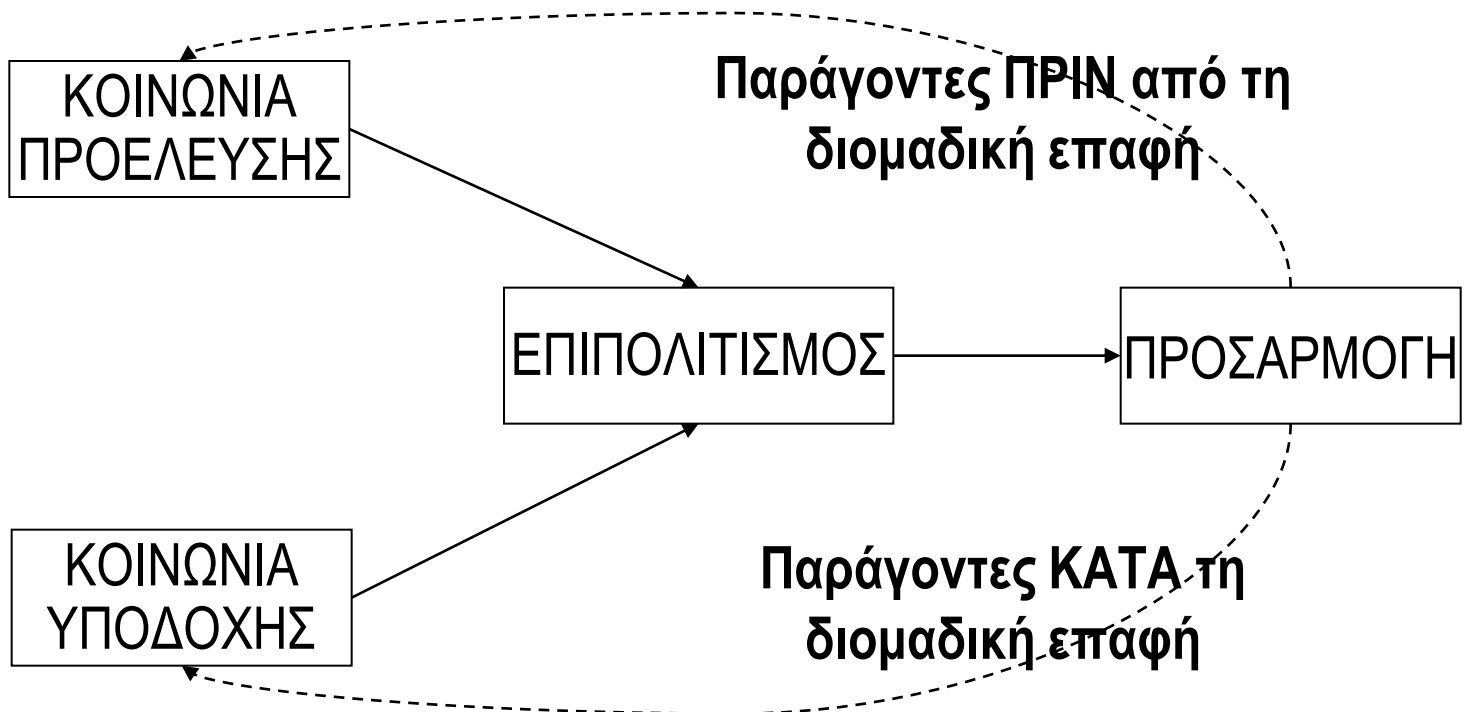 ΚΟΙΝΩΝΙΑ
ΠΡΟΕΛΕΥΣΗΣ
Παράγοντες ΠΡΙΝ από τη
διομαδική επαφή
ΕΠΙΠΟΛΙΤΙΣΜΟΣ
ΠΡΟΣΑΡΜΟΓΗ
ΚΟΙΝΩΝΙΑ
ΥΠΟΔΟΧΗΣ
Παράγοντες ΚΑΤΑ τη
διομαδική επαφή